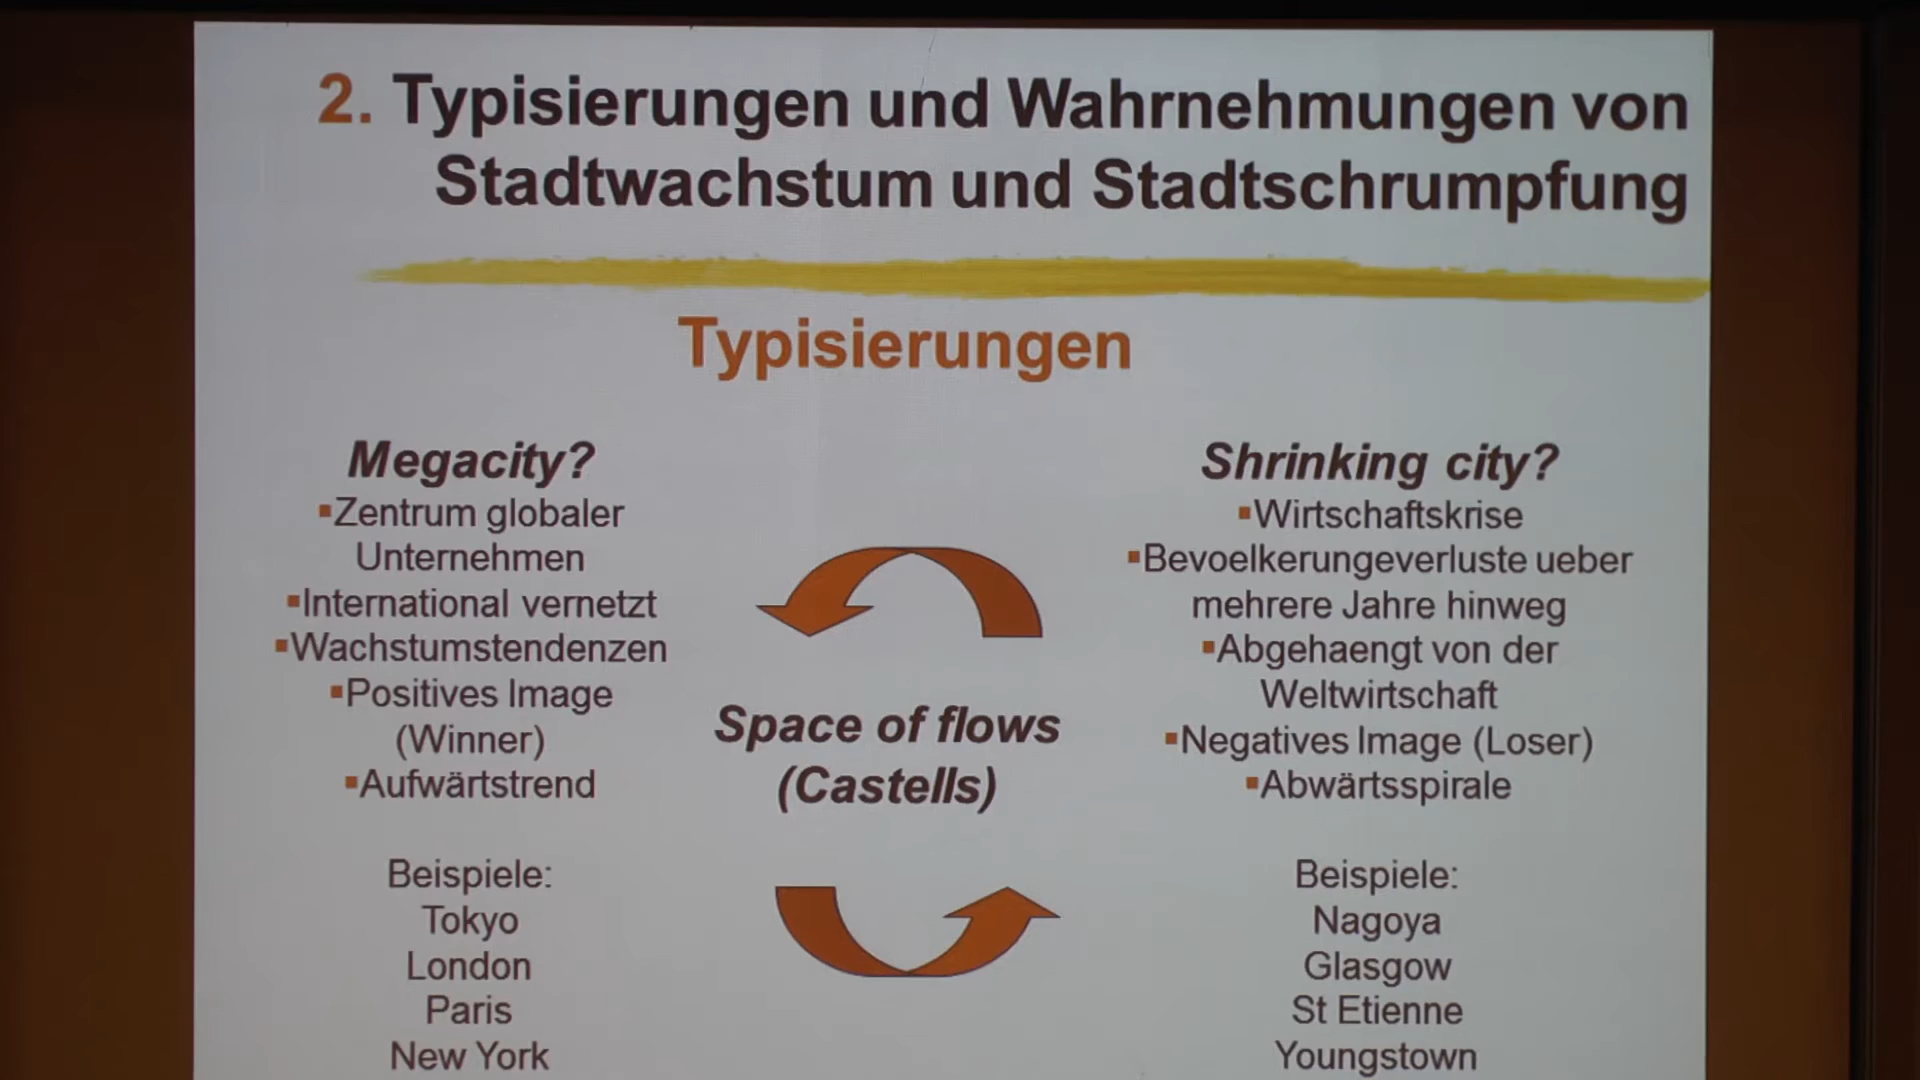 2. Typisierungen und Wahrnehmungen von
Stadtwachstum und Stadtschrumpfung
Typisierungen
Megacity?
▪Zentrum globaler
Unternehmen
▪International vernetzt
▪Wachstumstendenzen
▪Positives Image
(Winner)
▪Aufwärtstrend
Beispiele:
Tokyo
London
Paris
New York
Space of flows
(Castells)
Shrinking city?
▪Wirtschaftskrise
▪Bevoelkerungeverluste ueber
mehrere Jahre hinweg
▪Abgehaengt von der
Weltwirtschaft
▪Negatives Image (Loser)
▪Abwärtsspirale
Beispiele:
Nagoya
Glasgow
St Etienne
Youngstown